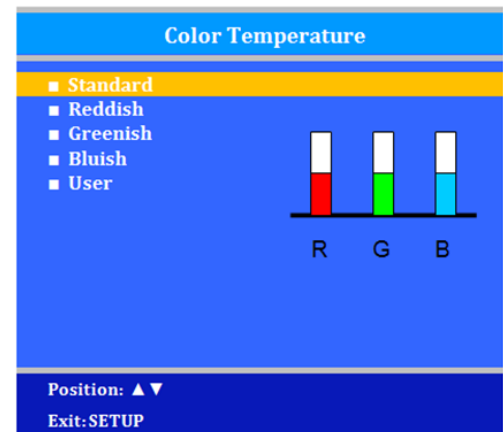 Color Temperature
■ Standard
■ Reddish
■ Greenish
■ Bluish
■ User
R G B
Position: ▲▼
Exit: SETUP